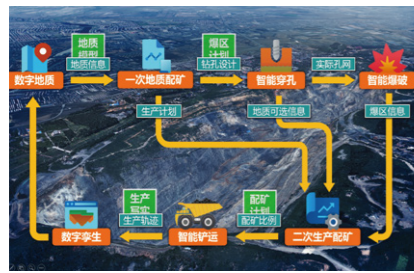 地质
模型
地质信息
爆区
计划
钻孔设计
实际孔网
数字地质
一次地质配矿
智能穿孔
智能爆破
生产计划
地质可选信息
爆区信息
生产
写实
生产轨迹
配矿
计划
配矿比例
数字孪生
智能铲运
二次生产配矿